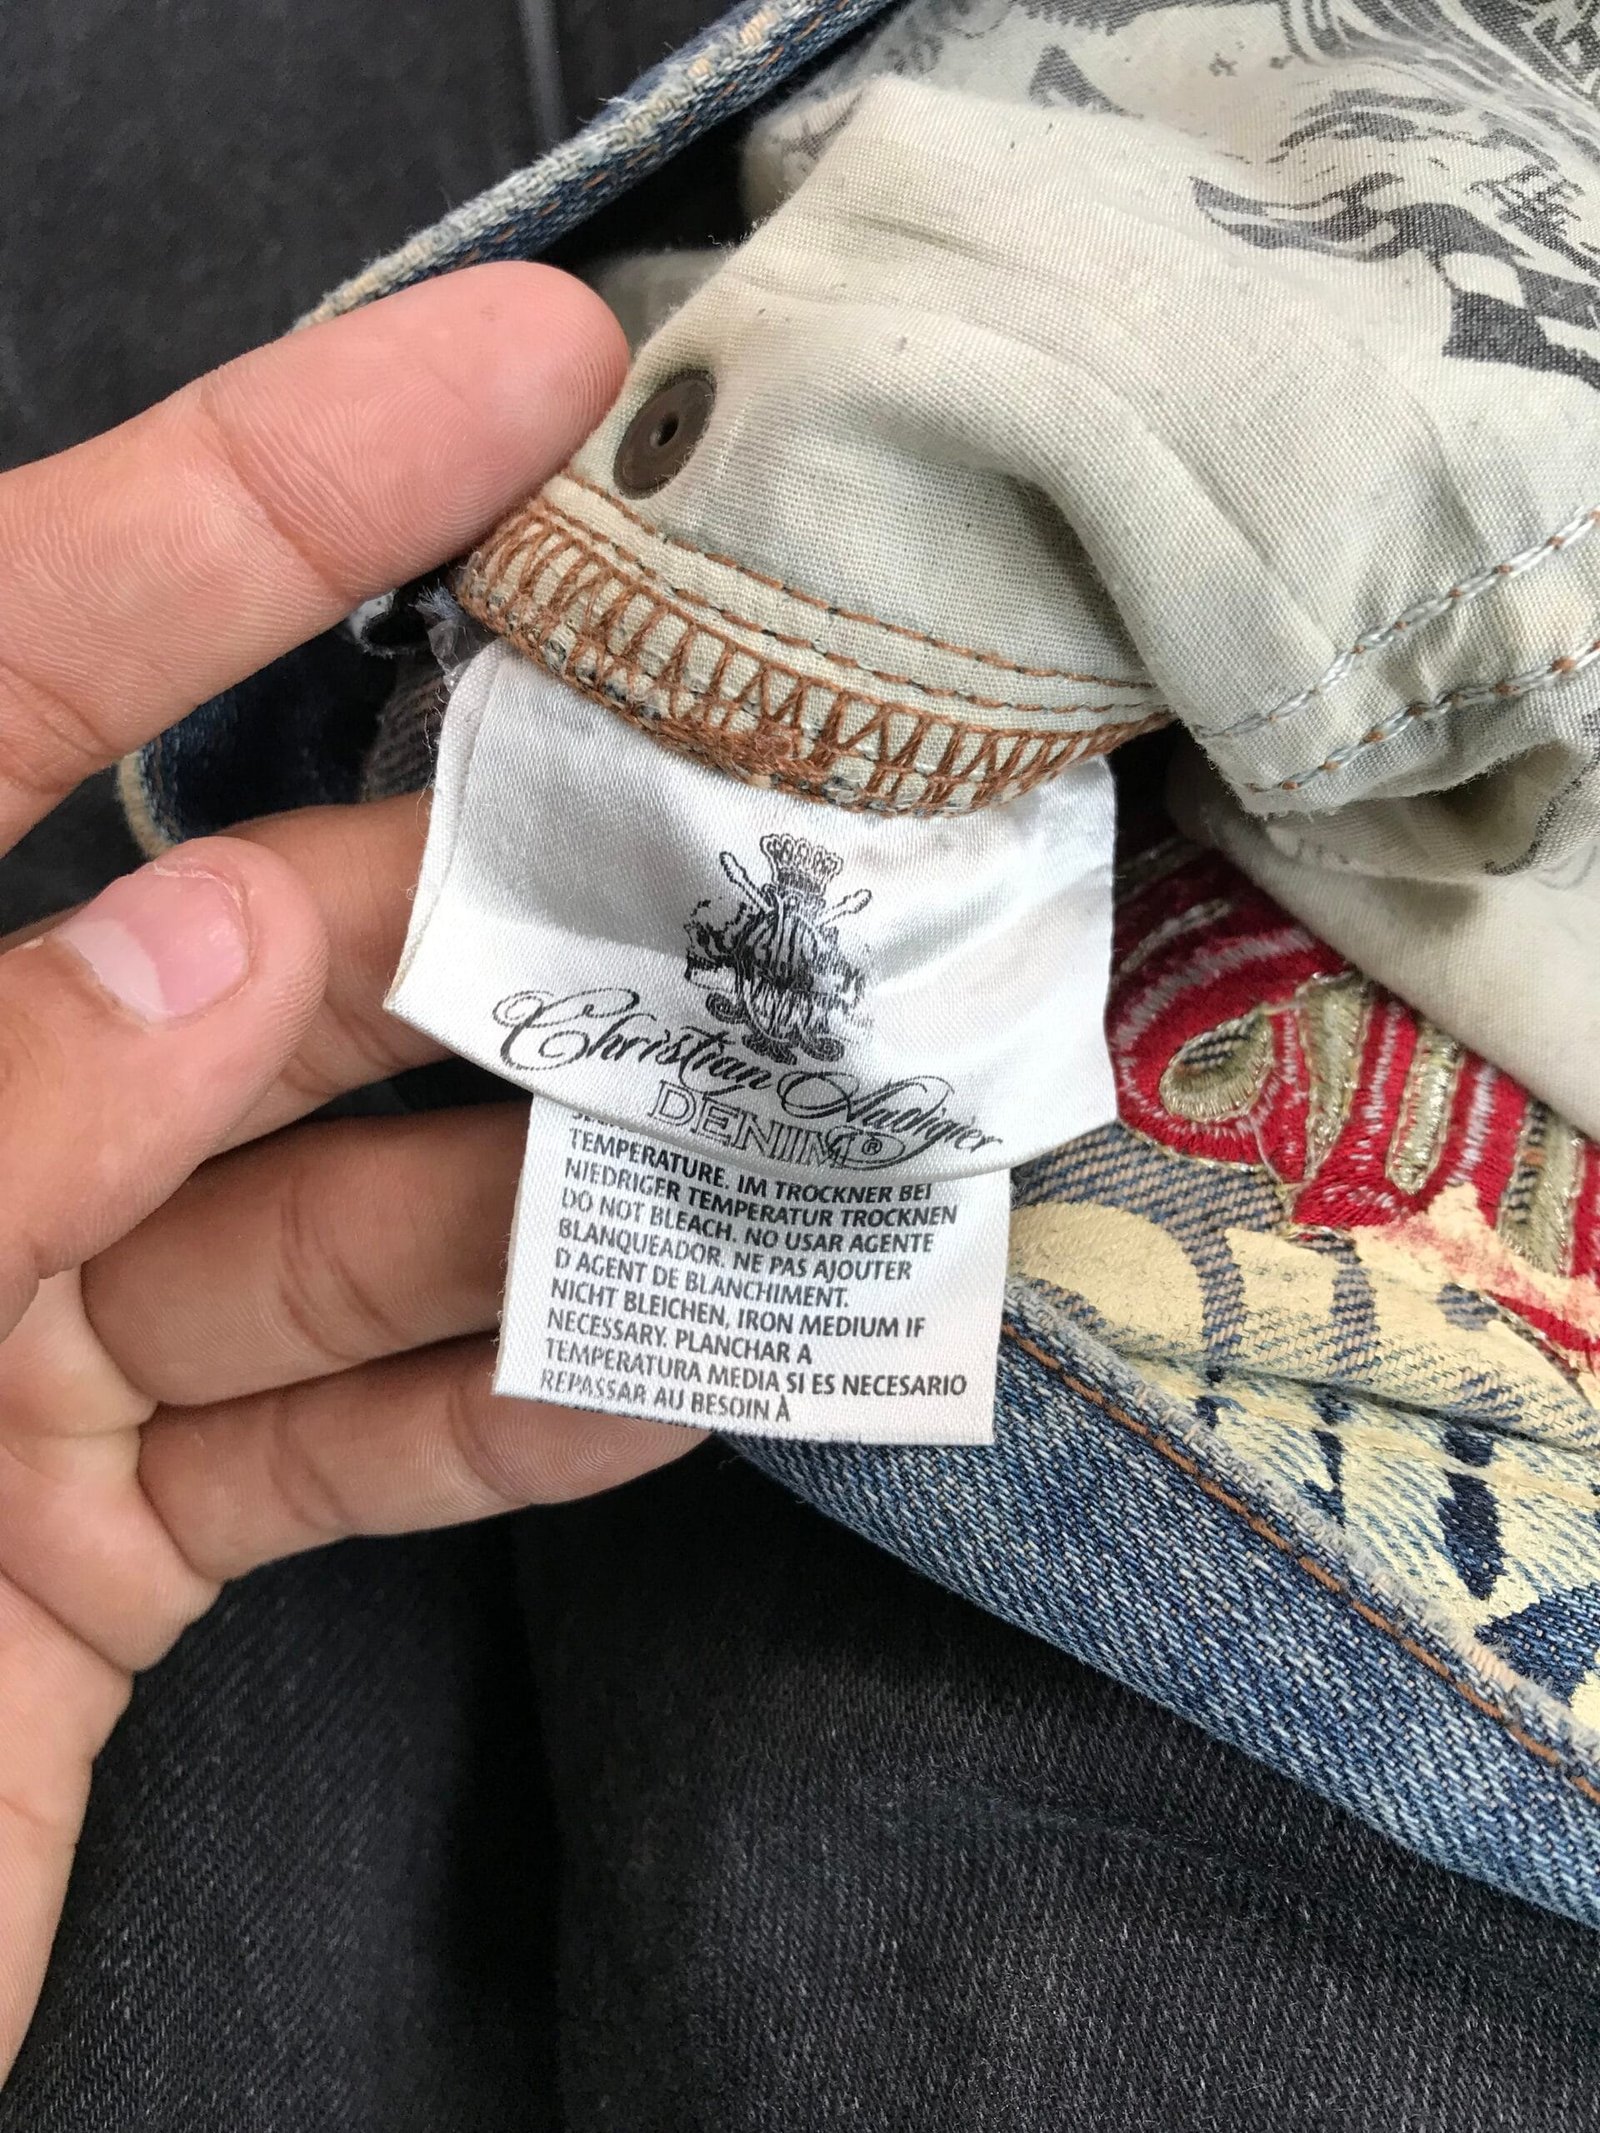 Christian Audigier
DENIM®
TEMPERATURE. IM TROCKNER BEI
NIEDRIGER TEMPERATUR TROCKNEN
DO NOT BLEACH. NO USAR AGENTE
BLANQUEADOR. NE PAS AJOUTER
D AGENT DE BLANCHIMENT.
NICHT BLEICHEN, IRON MEDIUM IF
NECESSARY. PLANCHAR A
TEMPERATURA MEDIA SI ES NECESARIO
REPASSAR AU BESOIN À